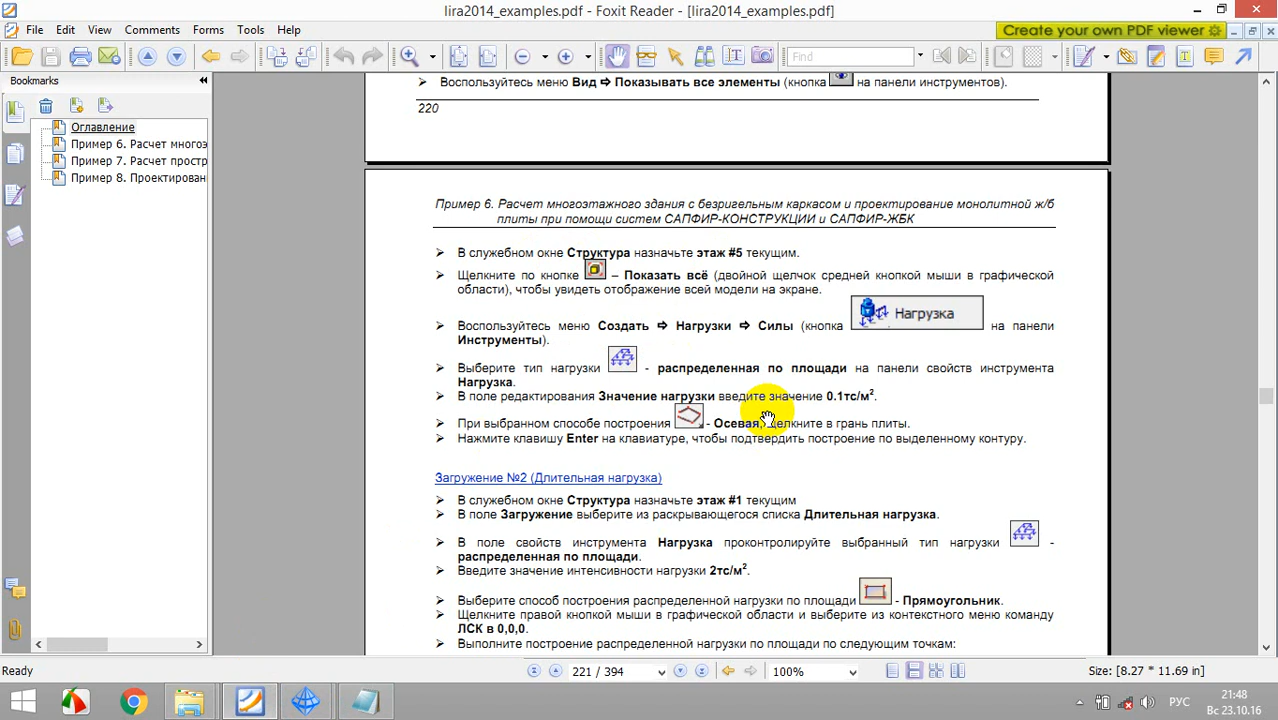 lira2014_examples.pdf - Foxit Reader - [lira2014_examples.pdf]
File Edit View Comments Forms Tools Help
Create your own PDF viewer
Find
Bookmarks
Оглавление
Пример 6. Расчет многоэ
Пример 7. Расчет простр
Пример 8. Проектирован
Воспользуйтесь меню Вид ⇨ Показывать все элементы (кнопка на панели инструментов).
220
Пример 6. Расчет многоэтажного здания с безригельным каркасом и проектирование монолитной ж/б
плиты при помощи систем САПФИР-КОНСТРУКЦИИ и САПФИР-ЖБК
В служебном окне Структура назначьте этаж #5 текущим.
Щелкните по кнопке – Показать всё (двойной щелчок средней кнопкой мыши в графической
области), чтобы увидеть отображение всей модели на экране.
Воспользуйтесь меню Создать ⇨ Нагрузки ⇨ Силы (кнопка Нагрузка на панели
Инструменты).
Выберите тип нагрузки - распределенная по площади на панели свойств инструмента
Нагрузка.
В поле редактирования Значение нагрузки введите значение 0.1тс/м².
При выбранном способе построения - Осевая, щелкните в грань плиты.
Нажмите клавишу Enter на клавиатуре, чтобы подтвердить построение по выделенному контуру.
Загружение №2 (Длительная нагрузка)
В служебном окне Структура назначьте этаж #1 текущим
В поле Загружение выберите из раскрывающегося списка Длительная нагрузка.
В поле свойств инструмента Нагрузка проконтролируйте выбранный тип нагрузки -
распределенная по площади.
Введите значение интенсивности нагрузки 2тс/м².
Выберите способ построения распределенной нагрузки по площади - Прямоугольник.
Щелкните правой кнопкой мыши в графической области и выберите из контекстного меню команду
ЛСК в 0,0,0.
Выполните построение распределенной нагрузки по площади по следующим точкам:
Ready
221 / 394
100%
Size: [8.27 * 11.69 in]
РУС
21:48
Вс 23.10.16